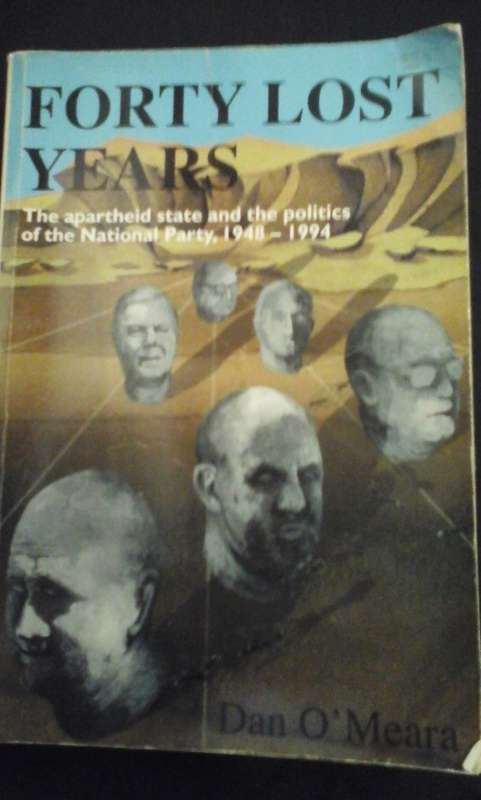 FORTY LOST
YEARS
The apartheid state and the politics
of the National Party, 1948 – 1994
Dan O'Meara